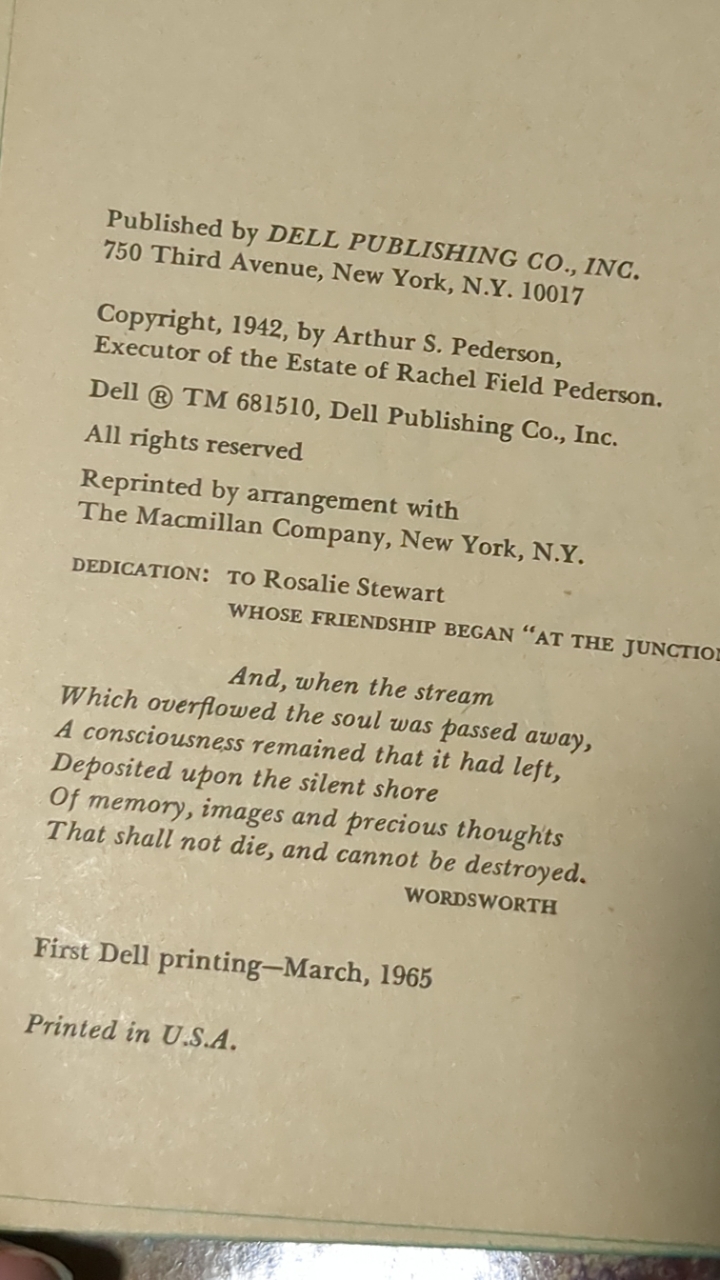 Published by DELL PUBLISHING CO., INC.
750 Third Avenue, New York, N.Y. 10017
Copyright, 1942, by Arthur S. Pederson,
Executor of the Estate of Rachel Field Pederson.
Dell ® TM 681510, Dell Publishing Co., Inc.
All rights reserved
Reprinted by arrangement with
The Macmillan Company, New York, N.Y.
DEDICATION: TO Rosalie Stewart
WHOSE FRIENDSHIP BEGAN “AT THE
And, when the stream
Which overflowed the soul was passed away,
A consciousness remained that it had left,
Deposited upon the silent shore
Of memory, images and precious thoughts
That shall not die, and cannot be destroyed.
WORDSWORTH
First Dell printing—March, 1965
Printed in U.S.A.